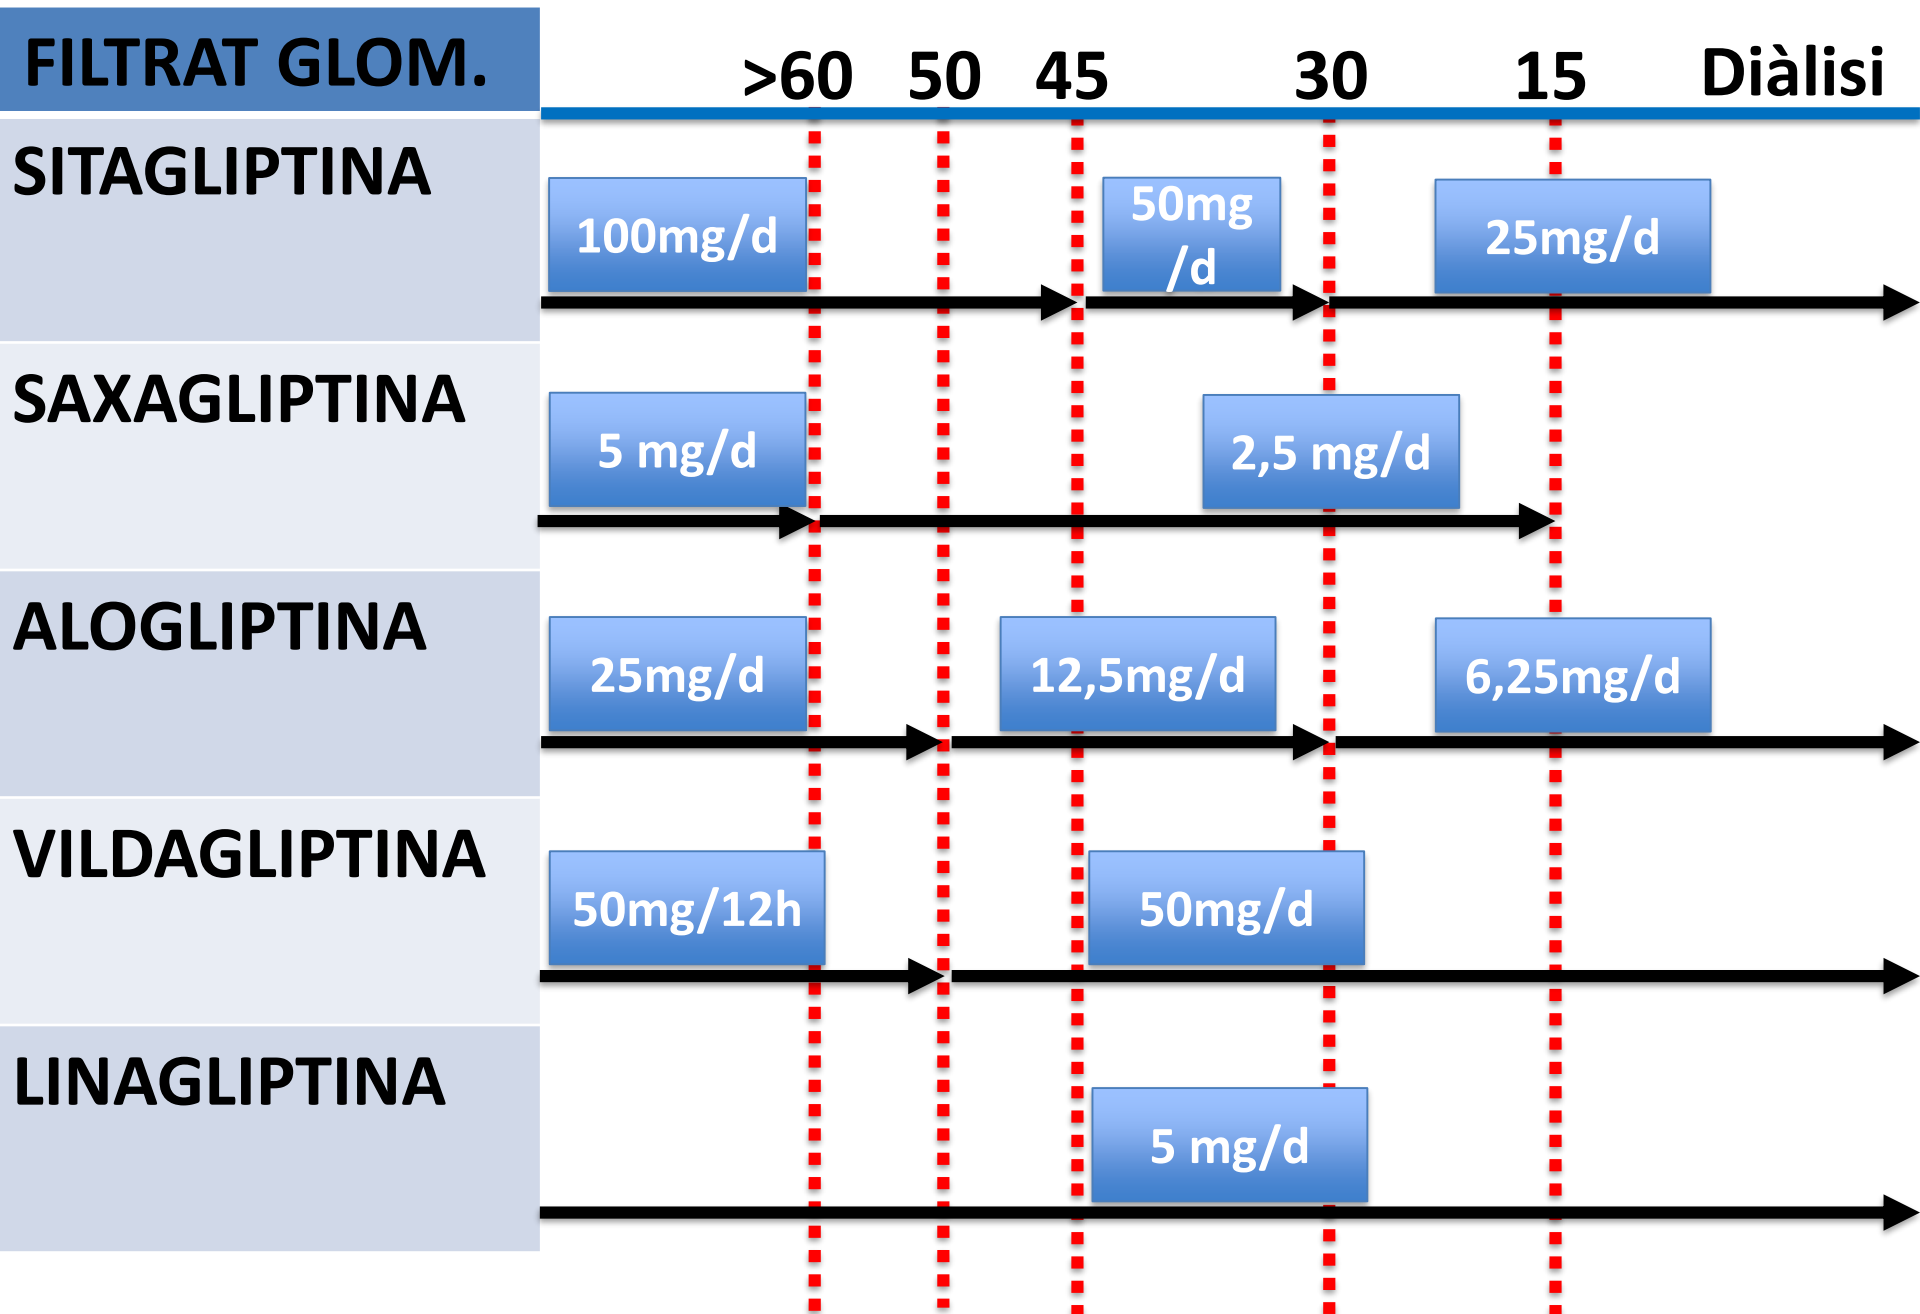 FILTRAT GLOM.
>60 50 45 30 15 Diàlisi
SITAGLIPTINA
100mg/d
50mg
/d
25mg/d
SAXAGLIPTINA
5 mg/d
2,5 mg/d
ALOGLIPTINA
25mg/d
12,5mg/d
6,25mg/d
VILDAGLIPTINA
50mg/12h
50mg/d
LINAGLIPTINA
5 mg/d